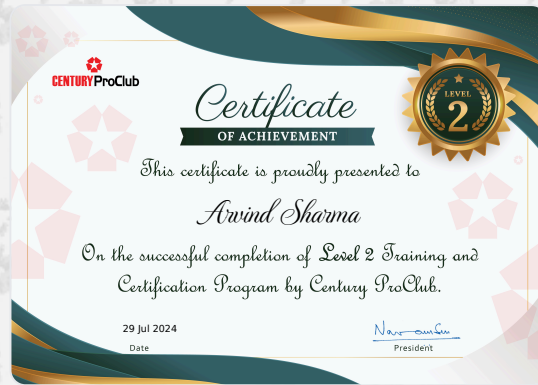 CENTURY ProClub
LEVEL
2
Certificate
OF ACHIEVEMENT
This certificate is proudly presented to
Arvind Sharma
On the successful completion of Level 2 Training and
Certification Program by Century ProClub.
29 Jul 2024
Date
President